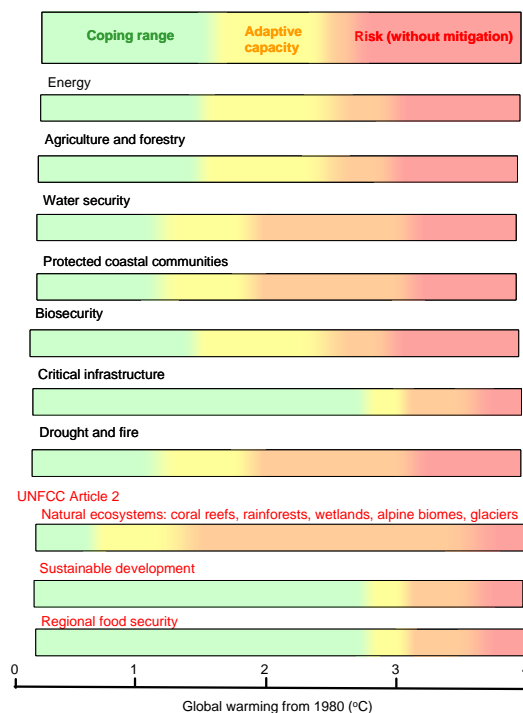 Coping range
Adaptive
capacity
Risk (without mitigation)
Energy
Agriculture and forestry
Water security
Protected coastal communities
Biosecurity
Critical infrastructure
Drought and fire
UNFCC Article 2
Natural ecosystems: coral reefs, rainforests, wetlands, alpine biomes, glaciers
Sustainable development
Regional food security
0 1 2 3 4
Global warming from 1980 (ºC)